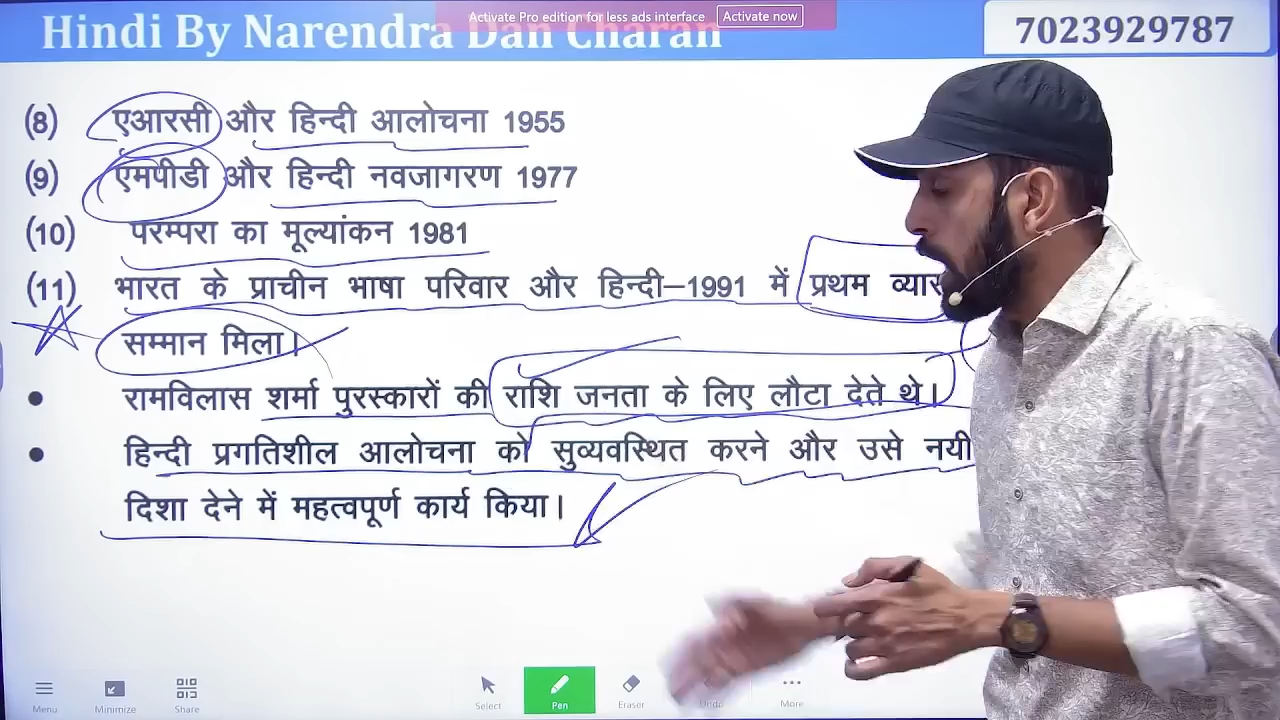 Hindi By Narendra Dan Charan
Activate Pro edition for less ads interface Activate now
7023929787
(8) एआरसी और हिन्दी आलोचना 1955
(9) एमपीडी और हिन्दी नवजागरण 1977
(10) परम्परा का मूल्यांकन 1981
(11) भारत के प्राचीन भाषा परिवार और हिन्दी–1991 में प्रथम
सम्मान मिला।
• रामविलास शर्मा पुरस्कारों की राशि जनता के लिए लौटा देते थे।
• हिन्दी प्रगतिशील आलोचना को सुव्यवस्थित करने और उसे नयी
दिशा देने में महत्वपूर्ण कार्य किया।
Menu Minimize Share Select Pen Eraser Undo More